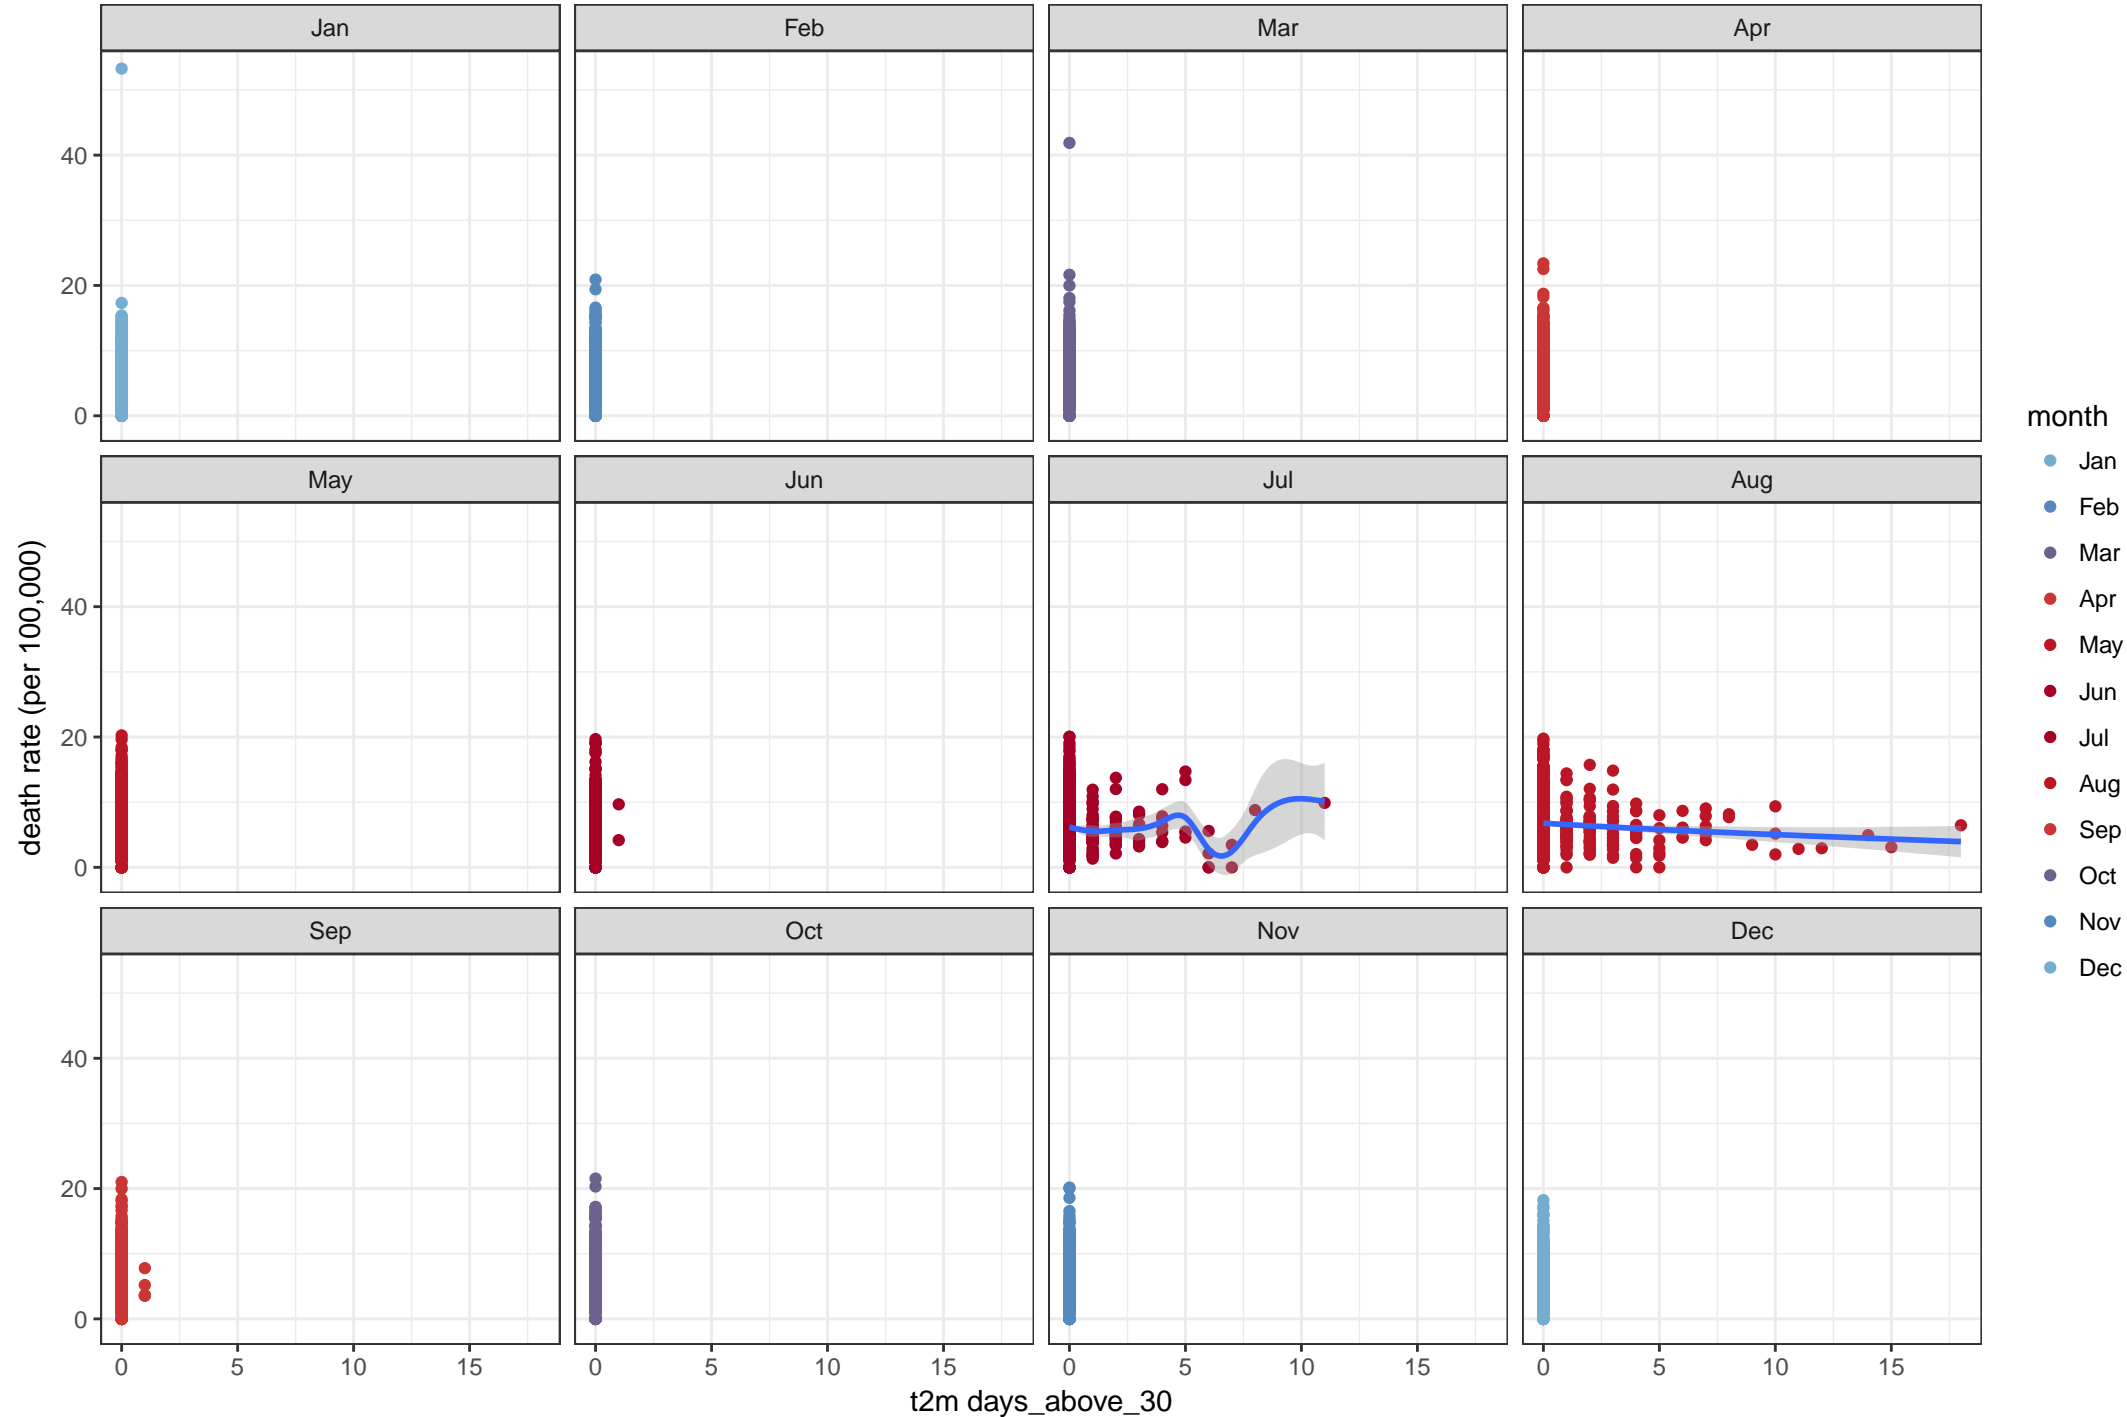 Jan Feb Mar Apr
40
20
0
May Jun Jul Aug
40
20
0
Sep Oct Nov Dec
40
20
0
0 5 10 15 0 5 10 15 0 5 10 15 0 5 10 15
t2m days_above_30
death rate (per 100,000)
month
Jan
Feb
Mar
Apr
May
Jun
Jul
Aug
Sep
Oct
Nov
Dec